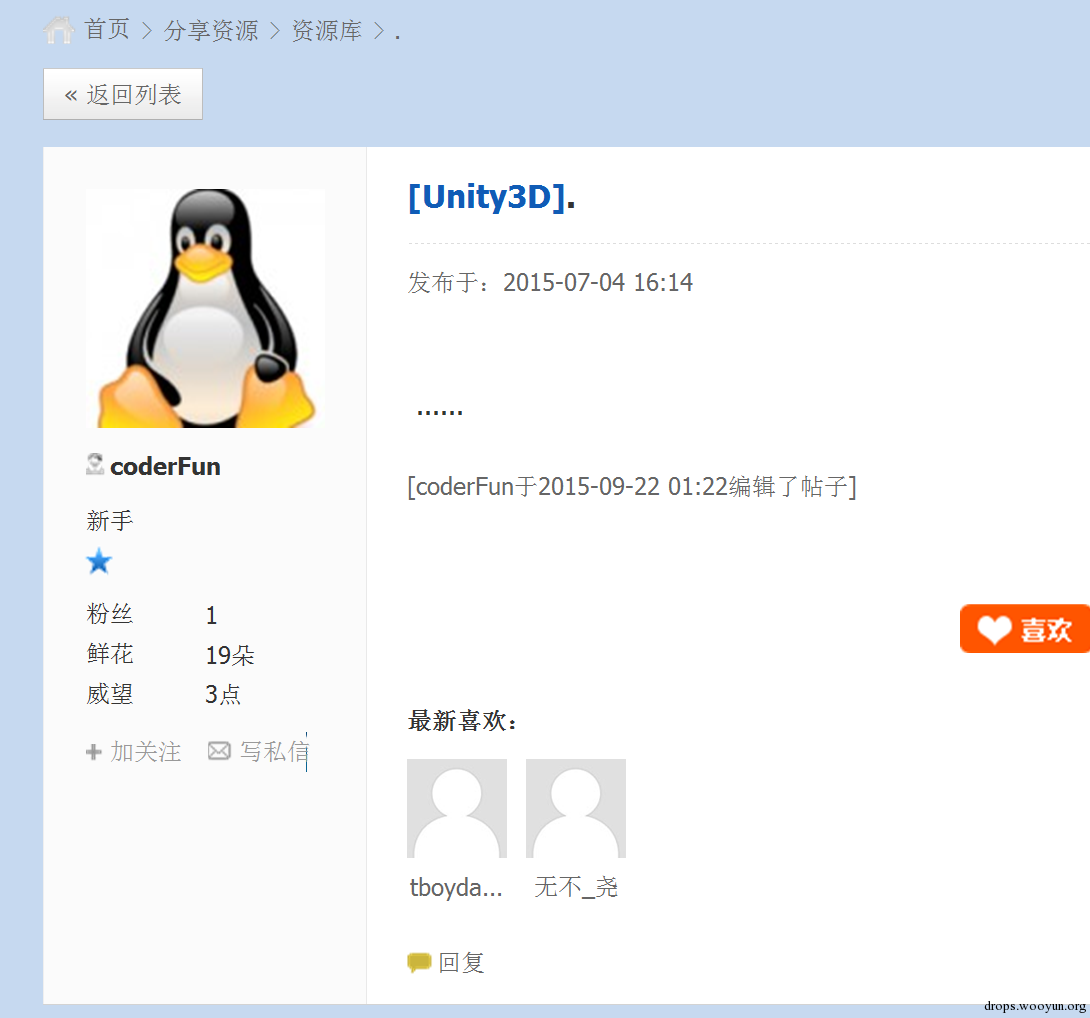 首页 > 分享资源 > 资源库 > .
« 返回列表
[Unity3D].
发布于：2015-07-04 16:14
......
[coderFun于2015-09-22 01:22编辑了帖子]
coderFun
新手
粉丝 1
鲜花 19朵
威望 3点
加关注 写私信
喜欢
最新喜欢：
tboyda... 无不_尧
回复
drops.wooyun.org